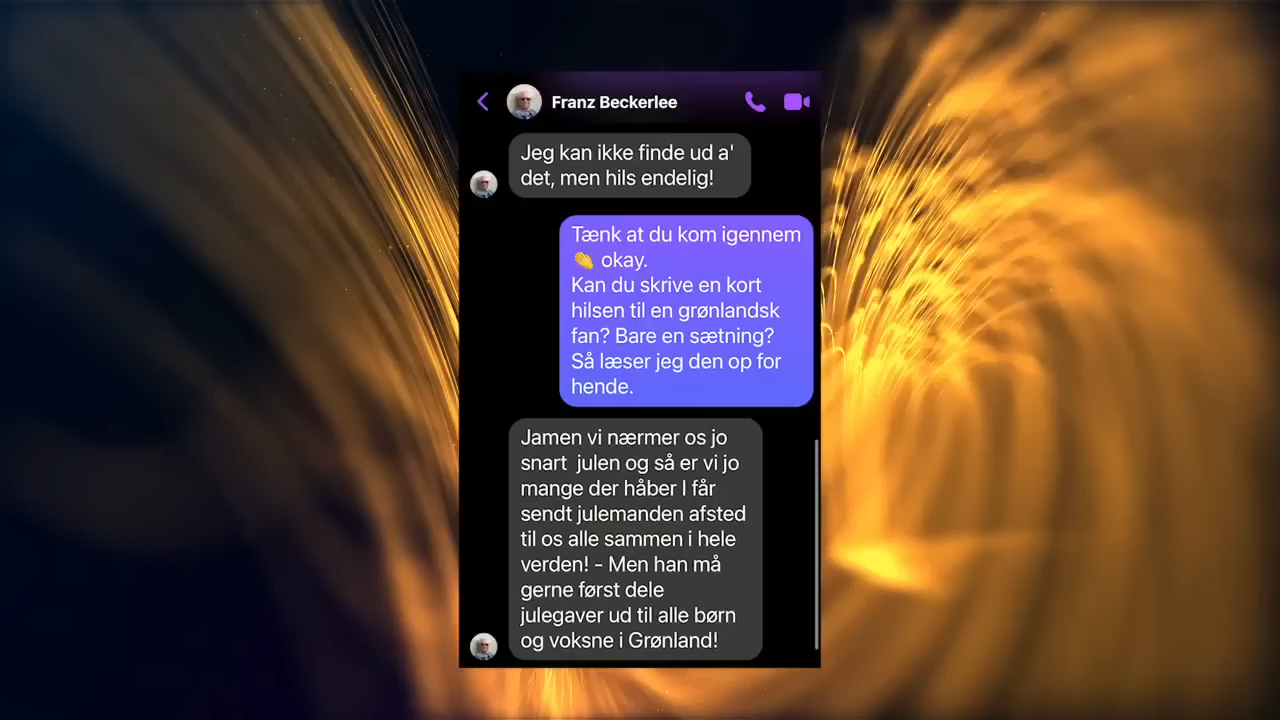 Franz Beckerlee
Jeg kan ikke finde ud a'
det, men hils endelig!
Tænk at du kom igennem
👏 okay.
Kan du skrive en kort
hilsen til en grønlandsk
fan? Bare en sætning?
Så læser jeg den op for
hende.
Jamen vi nærmer os jo
snart  julen og så er vi jo
mange der håber I får
sendt julemanden afsted
til os alle sammen i hele
verden! - Men han må
gerne først dele
julegaver ud til alle børn
og voksne i Grønland!